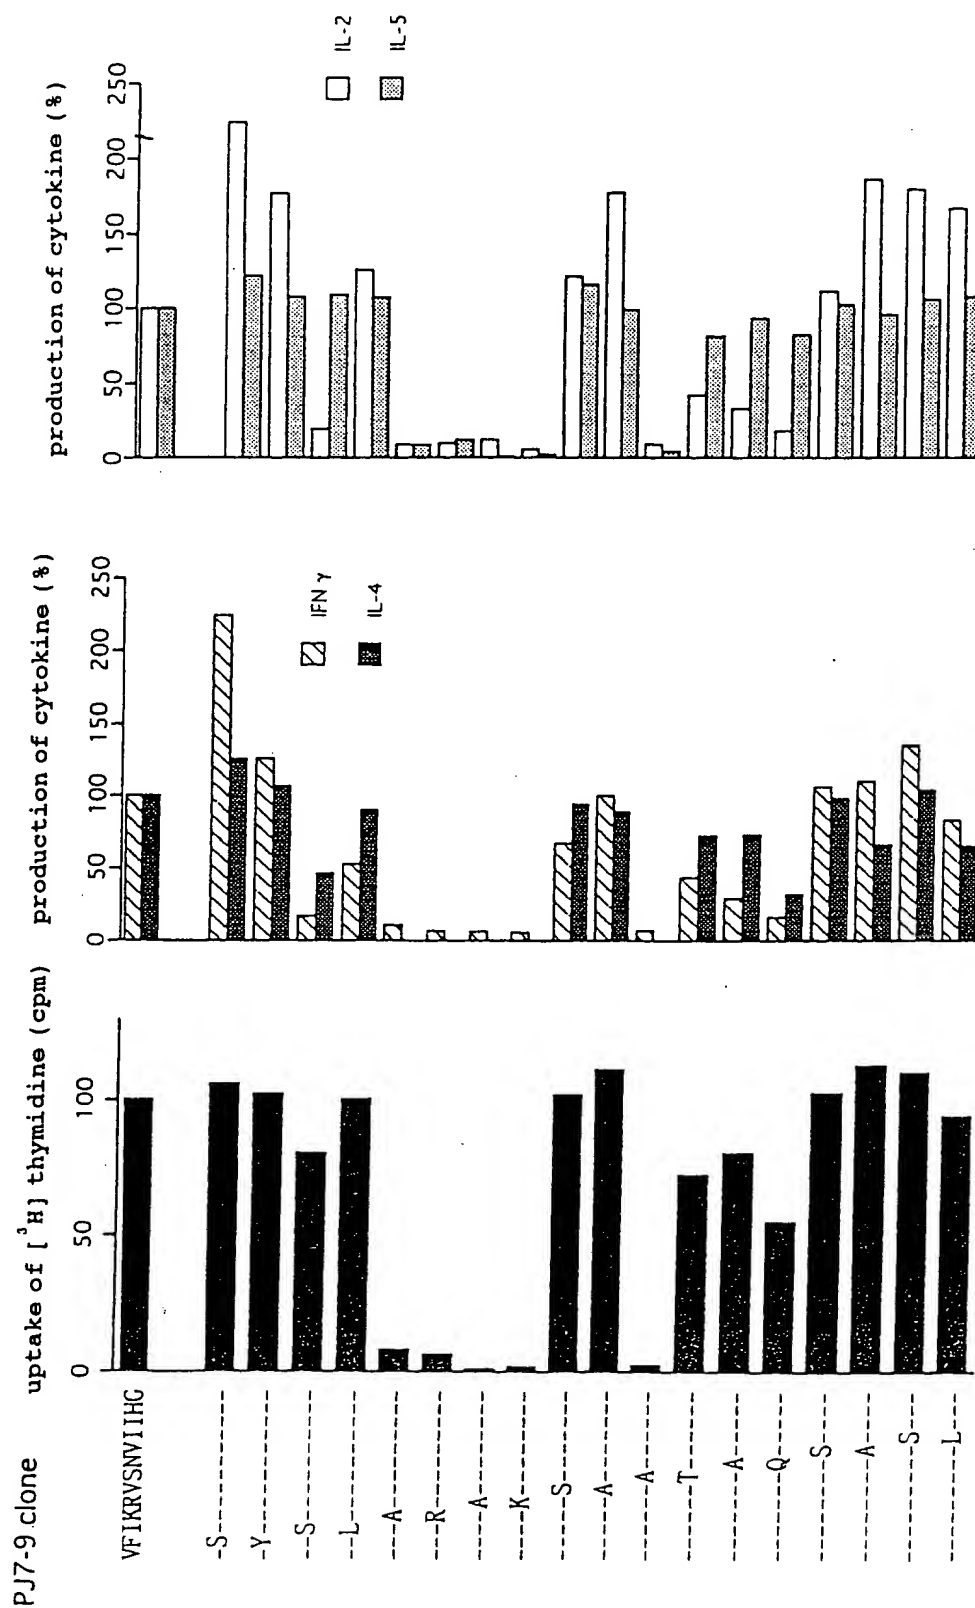 PJ7-9 clone
uptake of [³H] thymidine (cpm)
production of cytokine (%)
production of cytokine (%)
0 50 100
0 50 100 150 200 250
0 50 100 150 200 250
IFN γ
IL-4
IL-2
IL-5
VFIKRVSNVIIHG
-S-----------
-Y-----------
--S----------
--L----------
---A---------
---R---------
----A--------
----K--------
-----S-------
-----A-------
------A------
------T------
-------A-----
-------Q-----
--------S----
--------A----
---------S---
---------L---